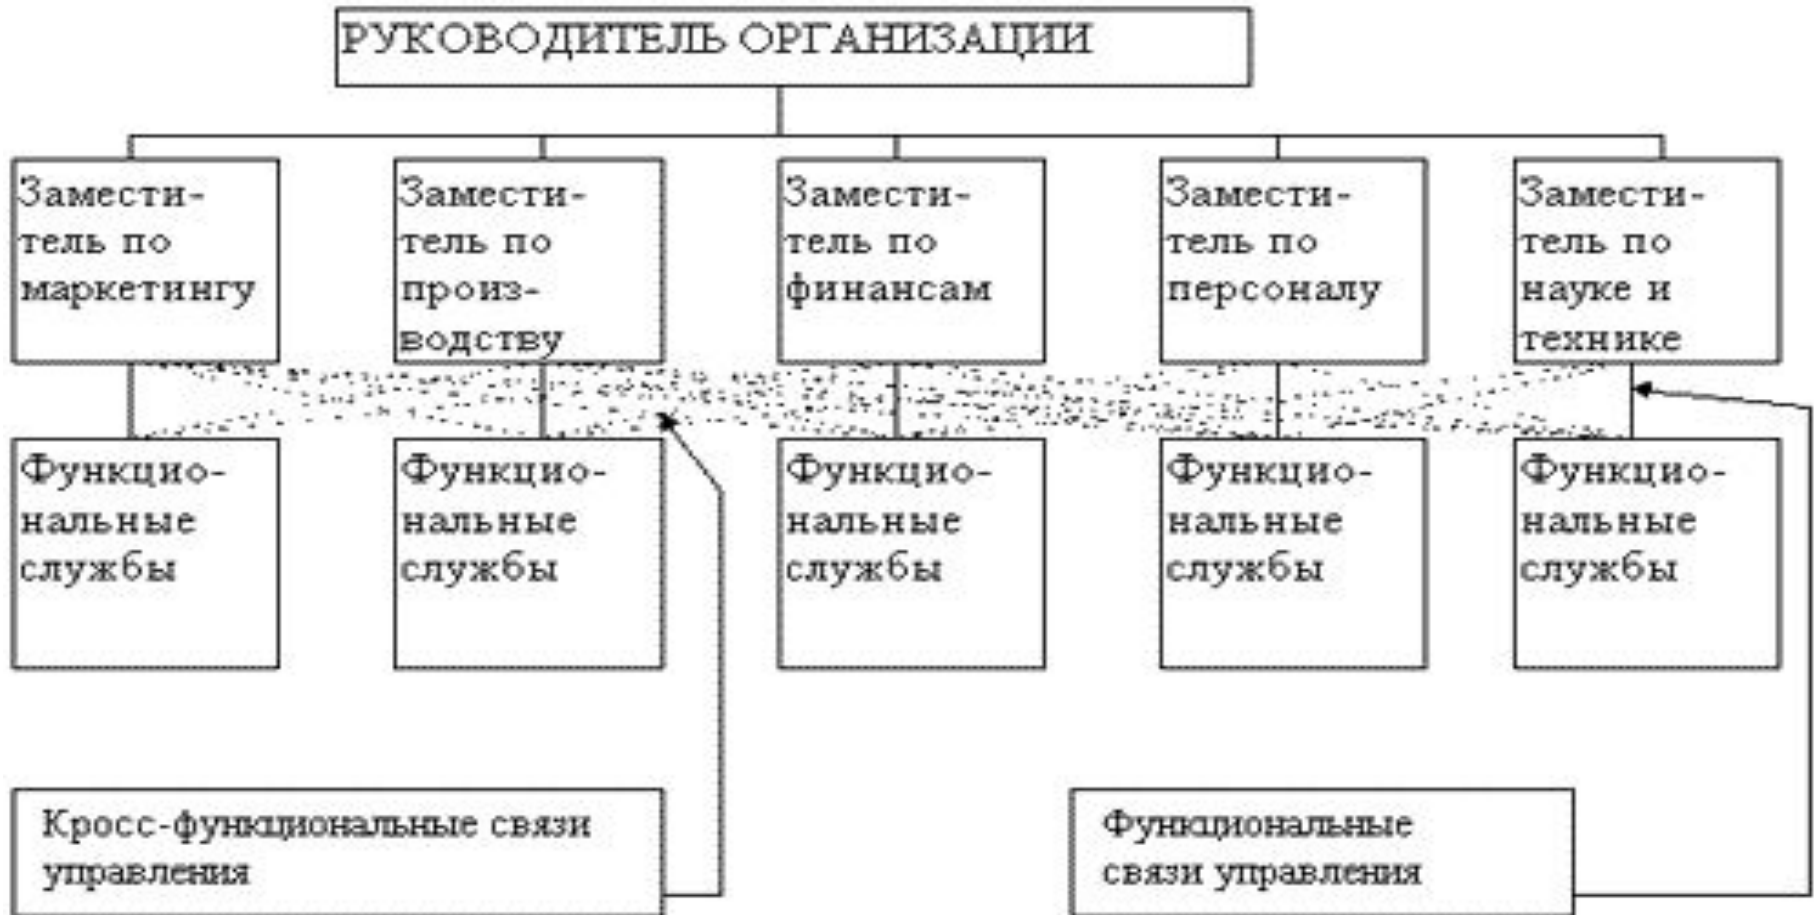 РУКОВОДИТЕЛЬ ОРГАНИЗАЦИИ
Замести-
тель по
маркетингу
Замести-
тель по
произ-
водству
Замести-
тель по
финансам
Замести-
тель по
персоналу
Замести-
тель по
науке и
технике
Функцио-
нальные
службы
Функцио-
нальные
службы
Функцио-
нальные
службы
Функцио-
нальные
службы
Функцио-
нальные
службы
Кросс-функциональные связи
управления
Функциональные
связи управления